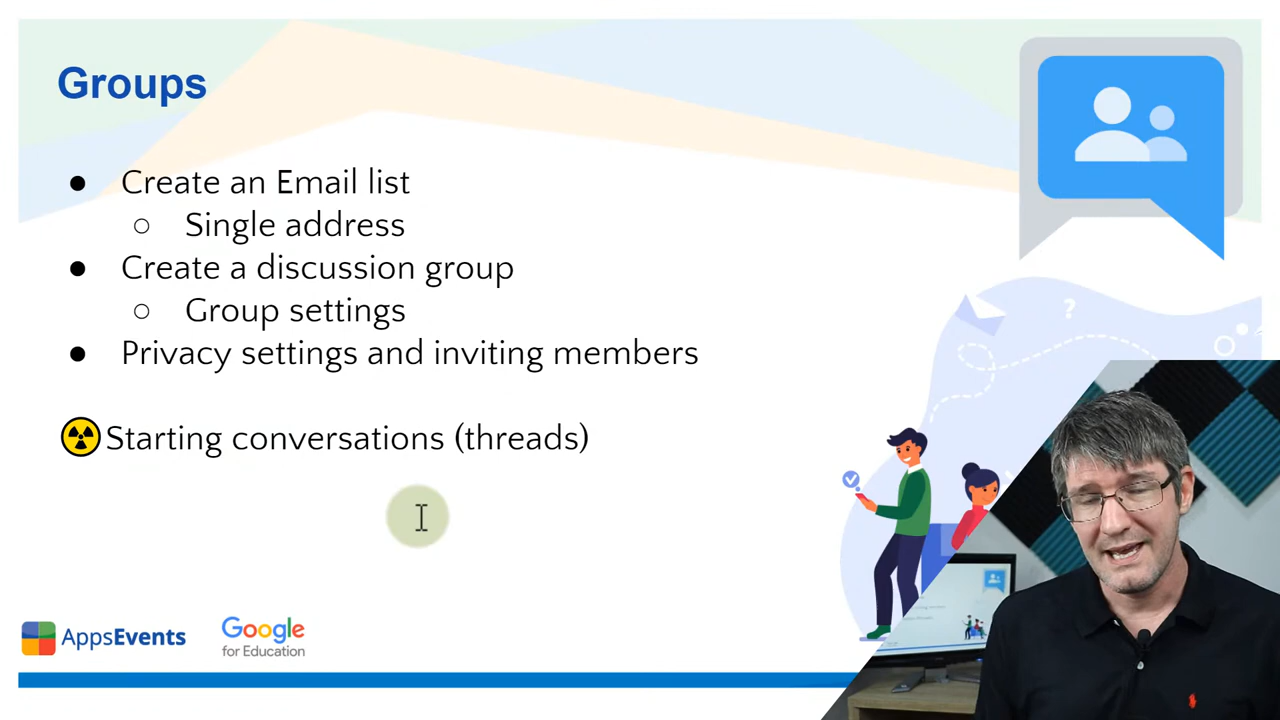 Groups
● Create an Email list
○ Single address
● Create a discussion group
○ Group settings
● Privacy settings and inviting members
Starting conversations (threads)
?
AppsEvents
Google
for Education